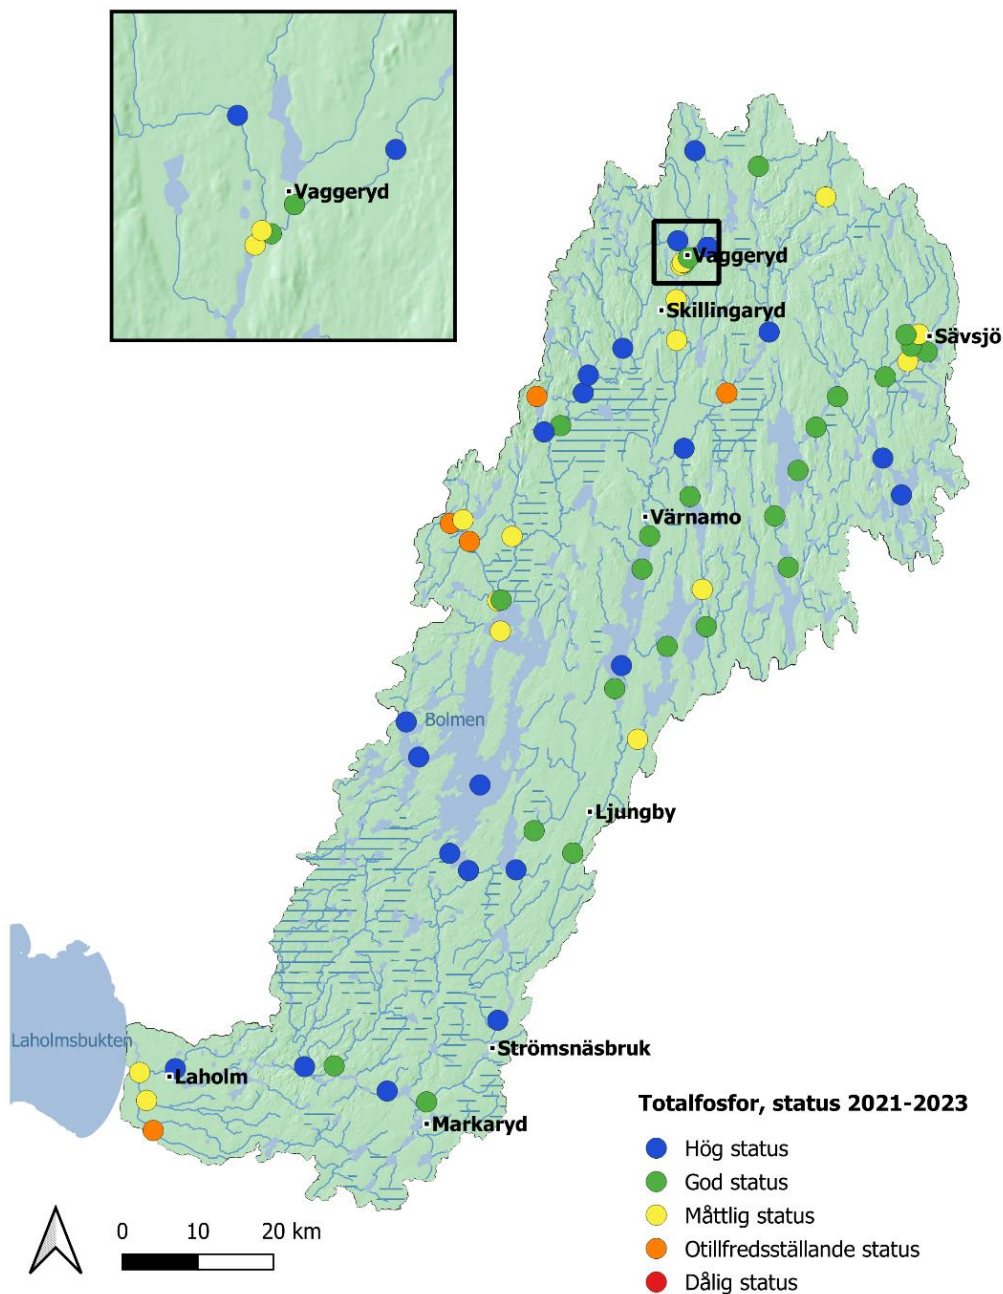 Vaggeryd
Vaggeryd
Skillingaryd
Sävsjö
Värnamo
Bolmen
Ljungby
Laholmsbukten
Strömsnäsbruk
Laholm
Markaryd
Totalfosfor, status 2021-2023
Hög status
God status
Måttlig status
Otillfredsställande status
Dålig status
0 10 20 km